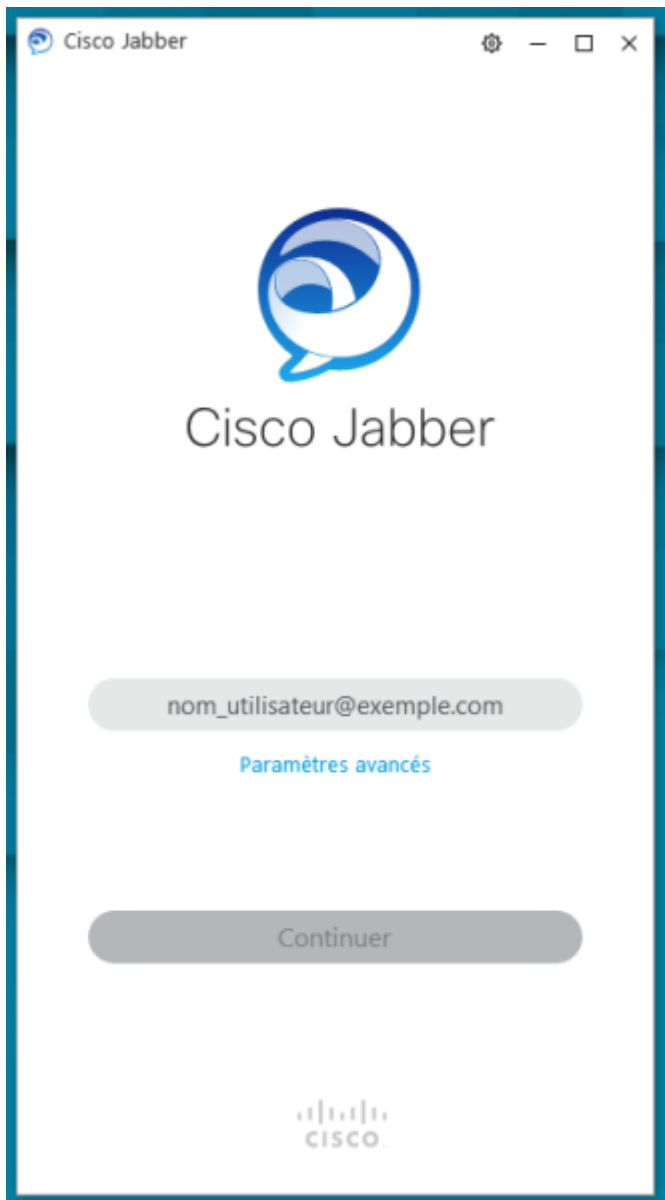 Cisco Jabber
Cisco Jabber
nom_utilisateur@exemple.com
Paramètres avancés
Continuer
CISCO